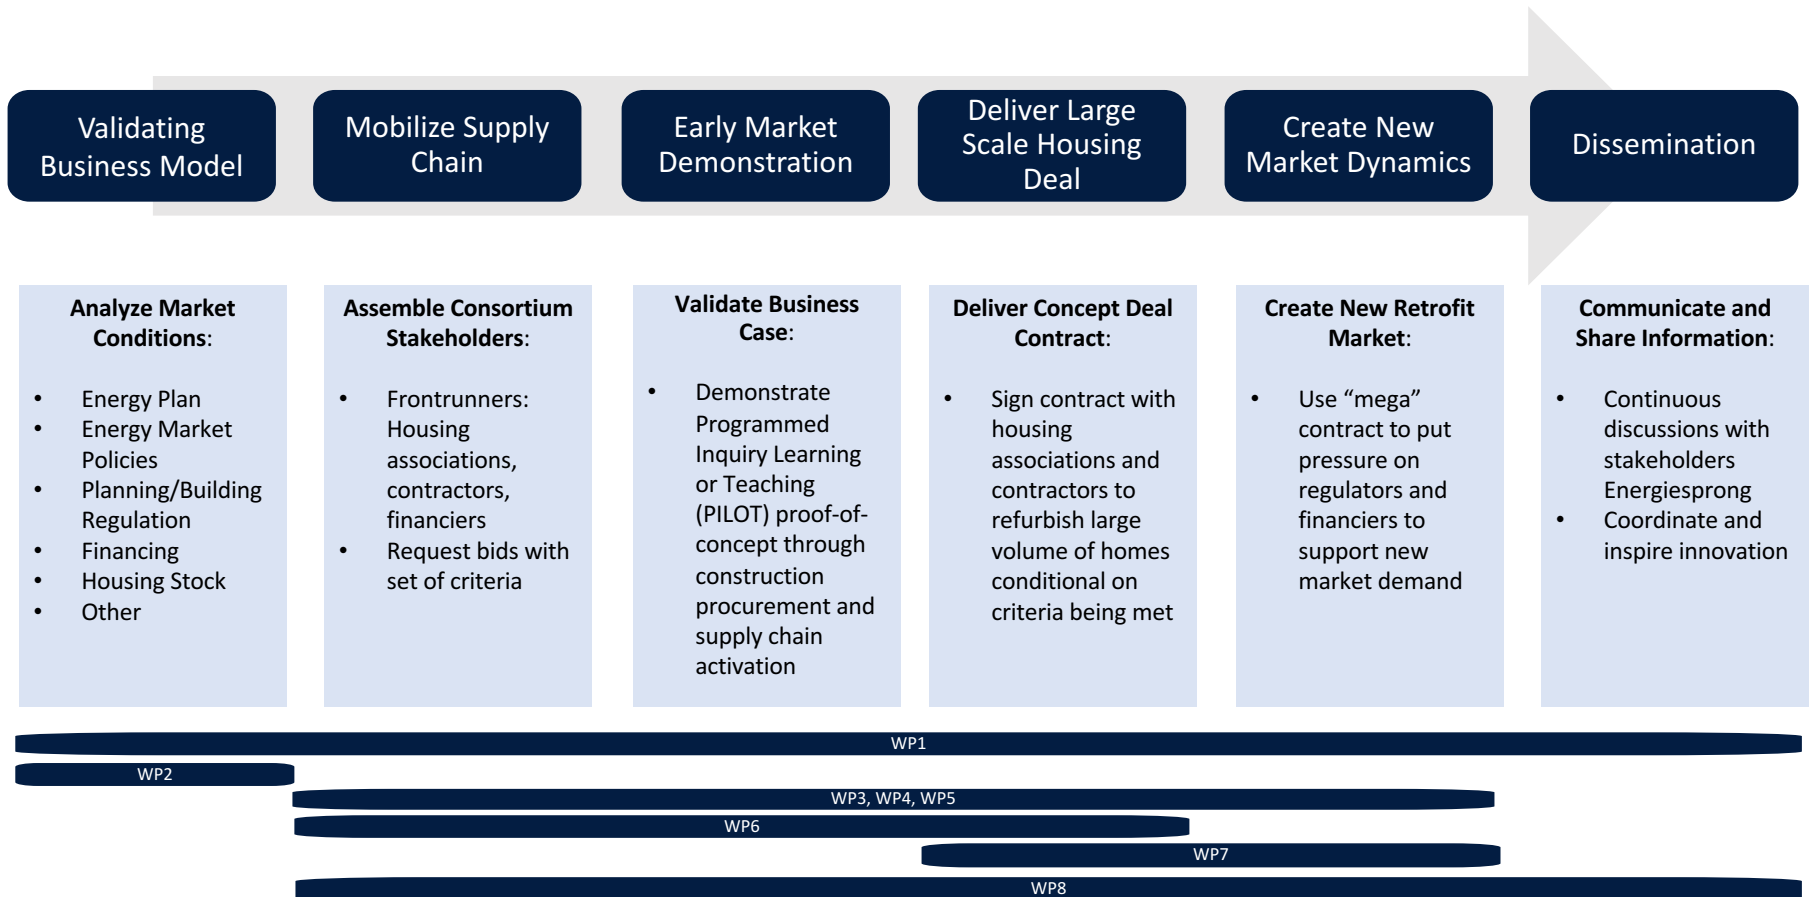 Validating
Business Model
Mobilize Supply
Chain
Early Market
Demonstration
Deliver Large
Scale Housing
Deal
Create New
Market Dynamics
Dissemination
Analyze Market
Conditions:
• Energy Plan
• Energy Market
Policies
• Planning/Building
Regulation
• Financing
• Housing Stock
• Other
Assemble Consortium
Stakeholders:
• Frontrunners:
Housing
associations,
contractors,
financiers
• Request bids with
set of criteria
Validate Business
Case:
• Demonstrate
Programmed
Inquiry Learning
or Teaching
(PILOT) proof-of-
concept through
construction
procurement and
supply chain
activation
Deliver Concept Deal
Contract:
• Sign contract with
housing
associations and
contractors to
refurbish large
volume of homes
conditional on
criteria being met
Create New Retrofit
Market:
• Use “mega”
contract to put
pressure on
regulators and
financiers to
support new
market demand
Communicate and
Share Information:
• Continuous
discussions with
stakeholders
Energiesprong
• Coordinate and
inspire innovation
WP1
WP2
WP3, WP4, WP5
WP6
WP7
WP8